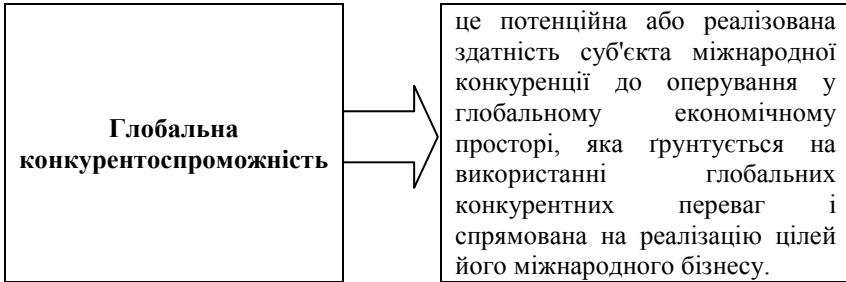 Глобальна
конкурентоспроможність
це потенційна або реалізована
здатність суб'єкта міжнародної
конкуренції до оперування у
глобальному економічному
просторі, яка ґрунтується на
використанні глобальних
конкурентних переваг і
спрямована на реалізацію цілей
його міжнародного бізнесу.